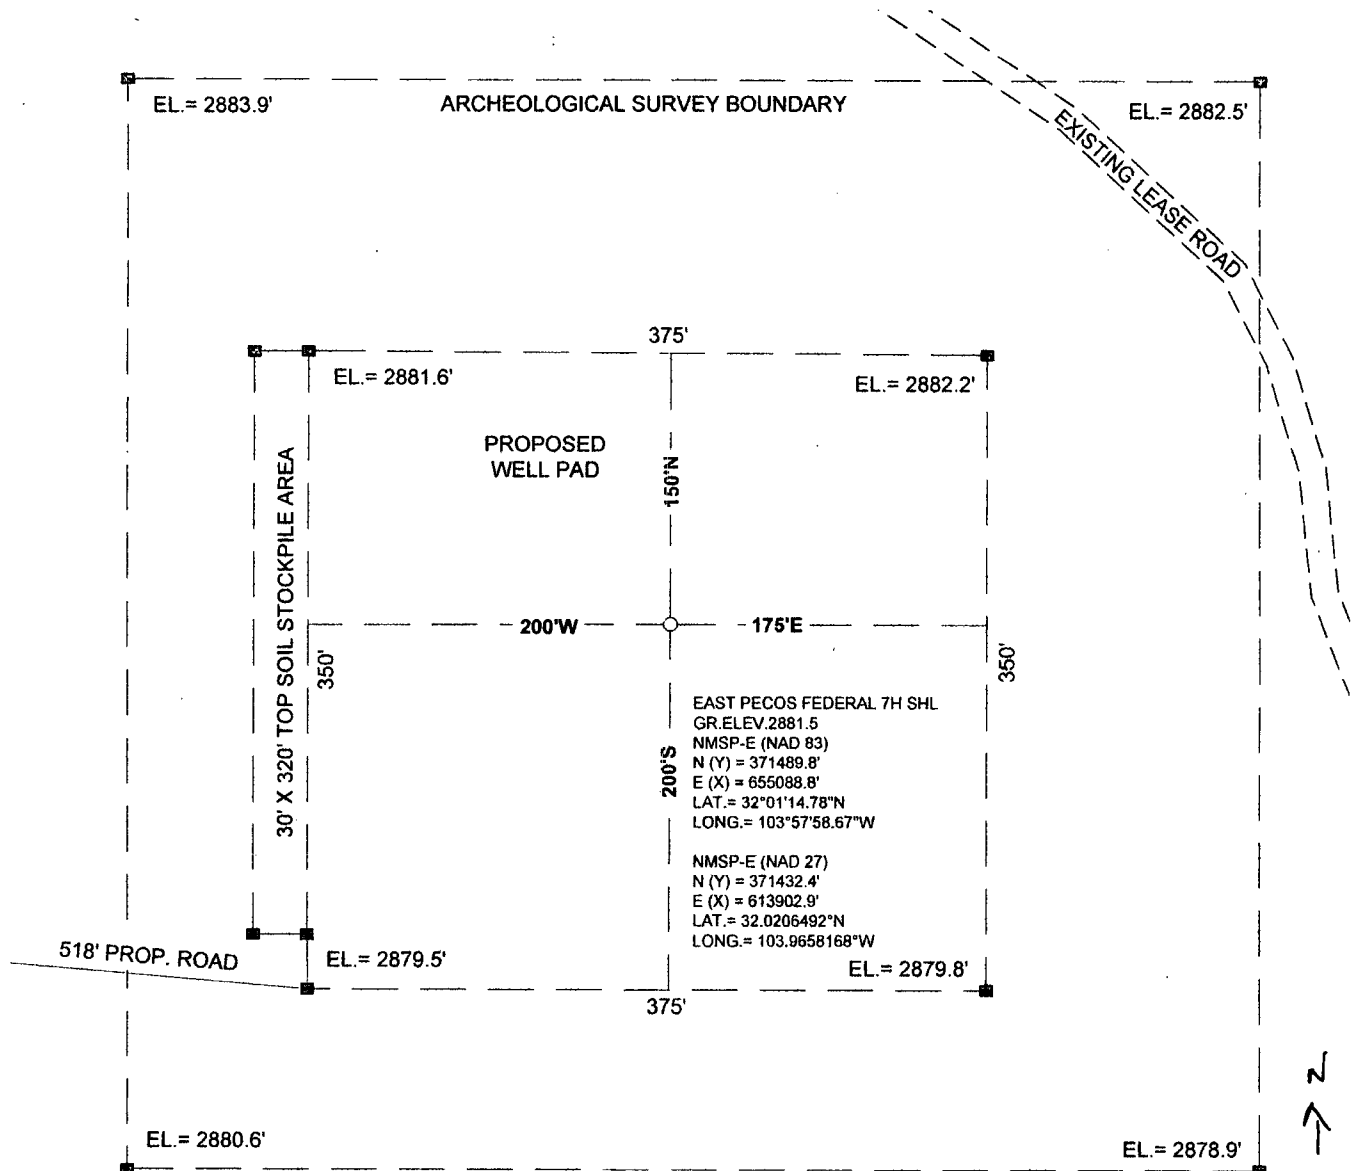 EL.= 2883.9'
ARCHEOLOGICAL SURVEY BOUNDARY
EL.= 2882.5'
EXISTING LEASE ROAD
375'
EL.= 2881.6'
EL.= 2882.2'
PROPOSED
WELL PAD
150'N
30' X 320' TOP SOIL STOCKPILE AREA
200'W
175'E
350'
350'
200'S
EAST PECOS FEDERAL 7H SHL
GR.ELEV.2881.5
NMSP-E (NAD 83)
N (Y) = 371489.8'
E (X) = 655088.8'
LAT.= 32°01'14.78"N
LONG.= 103°57'58.67"W
NMSP-E (NAD 27)
N (Y) = 371432.4'
E (X) = 613902.9'
LAT.= 32.0206492°N
LONG.= 103.9658168°W
518' PROP. ROAD
EL.= 2879.5'
EL.= 2879.8'
375'
N
EL.= 2880.6'
EL.= 2878.9'